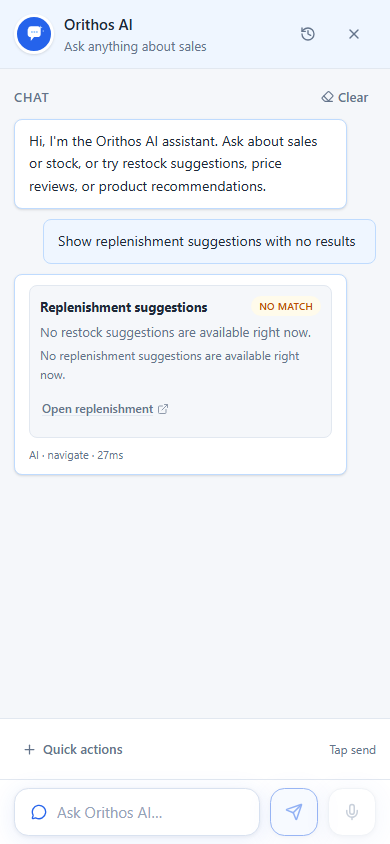 Orithos AI
Ask anything about sales
CHAT
Clear
Hi, I'm the Orithos AI assistant. Ask about sales
or stock, or try restock suggestions, price
reviews, or product recommendations.
Show replenishment suggestions with no results
Replenishment suggestions
NO MATCH
No restock suggestions are available right now.
No replenishment suggestions are available right
now.
Open replenishment
AI · navigate · 27ms
Quick actions
Tap send
Ask Orithos AI...